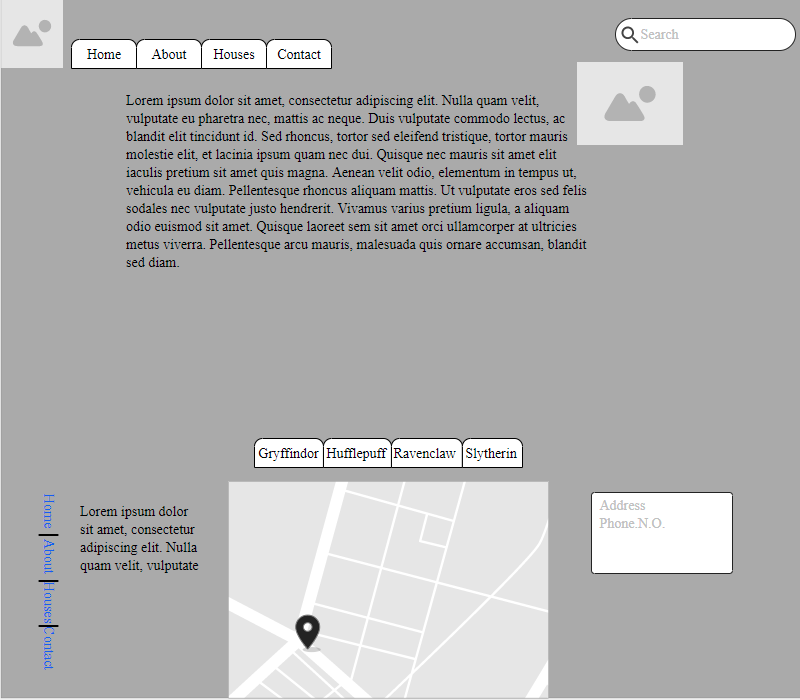 Home About Houses Contact
Search
Lorem ipsum dolor sit amet, consectetur adipiscing elit. Nulla quam velit,
vulputate eu pharetra nec, mattis ac neque. Duis vulputate commodo lectus, ac
blandit elit tincidunt id. Sed rhoncus, tortor sed eleifend tristique, tortor mauris
molestie elit, et lacinia ipsum quam nec dui. Quisque nec mauris sit amet elit
iaculis pretium sit amet quis magna. Aenean velit odio, elementum in tempus ut,
vehicula eu diam. Pellentesque rhoncus aliquam mattis. Ut vulputate eros sed felis
sodales nec vulputate justo hendrerit. Vivamus varius pretium ligula, a aliquam
odio euismod sit amet. Quisque laoreet sem sit amet orci ullamcorper at ultricies
metus viverra. Pellentesque arcu mauris, malesuada quis ornare accumsan, blandit
sed diam.
Gryffindor Hufflepuff Ravenclaw Slytherin
Home
About
Houses
Contact
Lorem ipsum dolor
sit amet, consectetur
adipiscing elit. Nulla
quam velit, vulputate
Address
Phone.N.O.